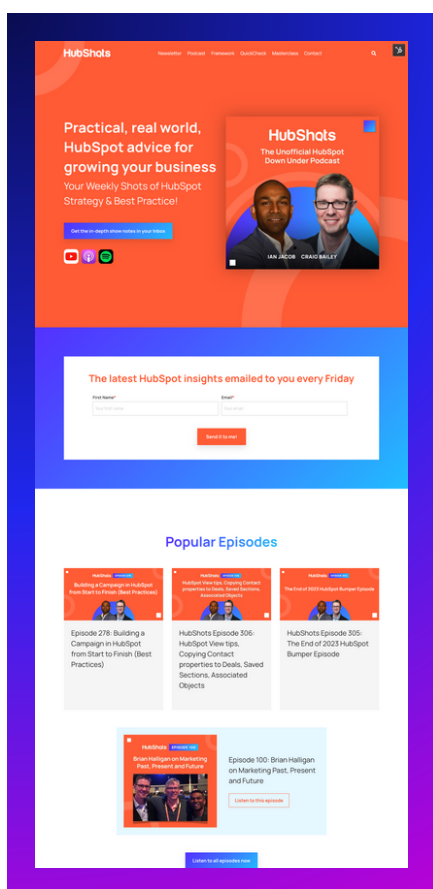 HubShots
Newsletter Podcast Framework QuickCheck Masterclass Contact
Practical, real world,
HubSpot advice for
growing your business
Your Weekly Shots of HubSpot
Strategy & Best Practice!
Get the in-depth show notes in your inbox
HubShots
The Unofficial HubSpot
Down Under Podcast
IAN JACOB CRAIG BAILEY
The latest HubSpot insights emailed to you every Friday
First Name*
Email*
Your first name
Your email
Send it to me!
Popular Episodes
HubShots
Building a Campaign in HubSpot
from Start to Finish (Best Practices)
Episode 278: Building a
Campaign in HubSpot
from Start to Finish (Best
Practices)
HubShots
HubSpot View tips, Copying Contact
properties to Deals, Saved Sections,
Associated Objects
HubShots Episode 306:
HubSpot View tips,
Copying Contact
properties to Deals, Saved
Sections, Associated
Objects
HubShots
The End of 2023 HubSpot Bumper Episode
HubShots Episode 305:
The End of 2023 HubSpot
Bumper Episode
HubShots EPISODE 100
Brian Halligan on Marketing
Past, Present and Future
Episode 100: Brian Halligan
on Marketing Past, Present
and Future
Listen to this episode
Listen to all episodes now